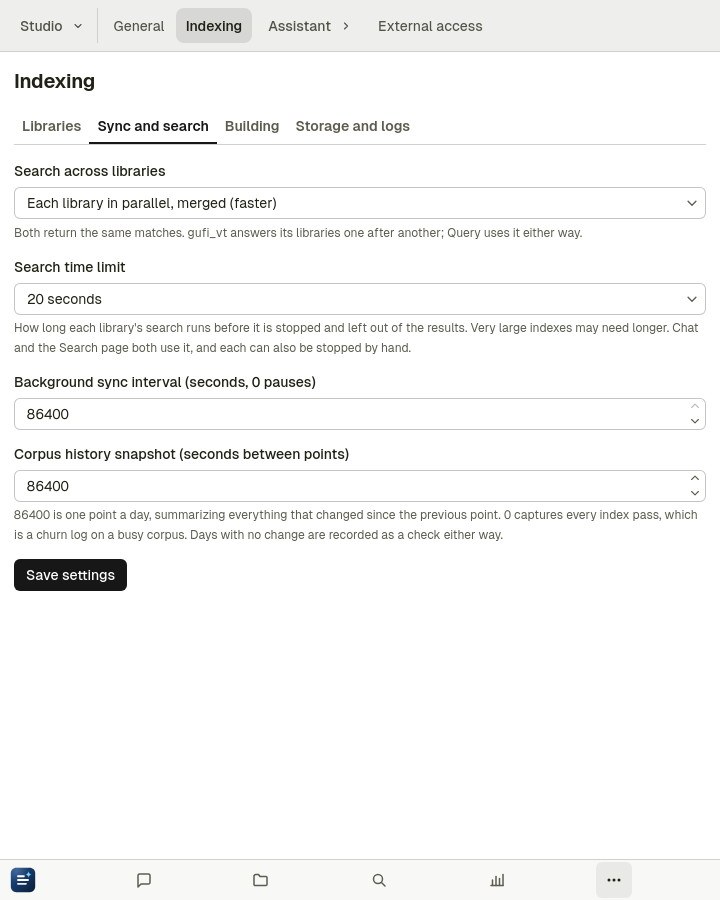 Studio
General
Indexing
Assistant
External access
Indexing
Libraries
Sync and search
Building
Storage and logs
Search across libraries
Each library in parallel, merged (faster)
Both return the same matches. gufi_vt answers its libraries one after another; Query uses it either way.
Search time limit
20 seconds
How long each library's search runs before it is stopped and left out of the results. Very large indexes may need longer. Chat
and the Search page both use it, and each can also be stopped by hand.
Background sync interval (seconds, 0 pauses)
86400
Corpus history snapshot (seconds between points)
86400
86400 is one point a day, summarizing everything that changed since the previous point. 0 captures every index pass, which
is a churn log on a busy corpus. Days with no change are recorded as a check either way.
Save settings